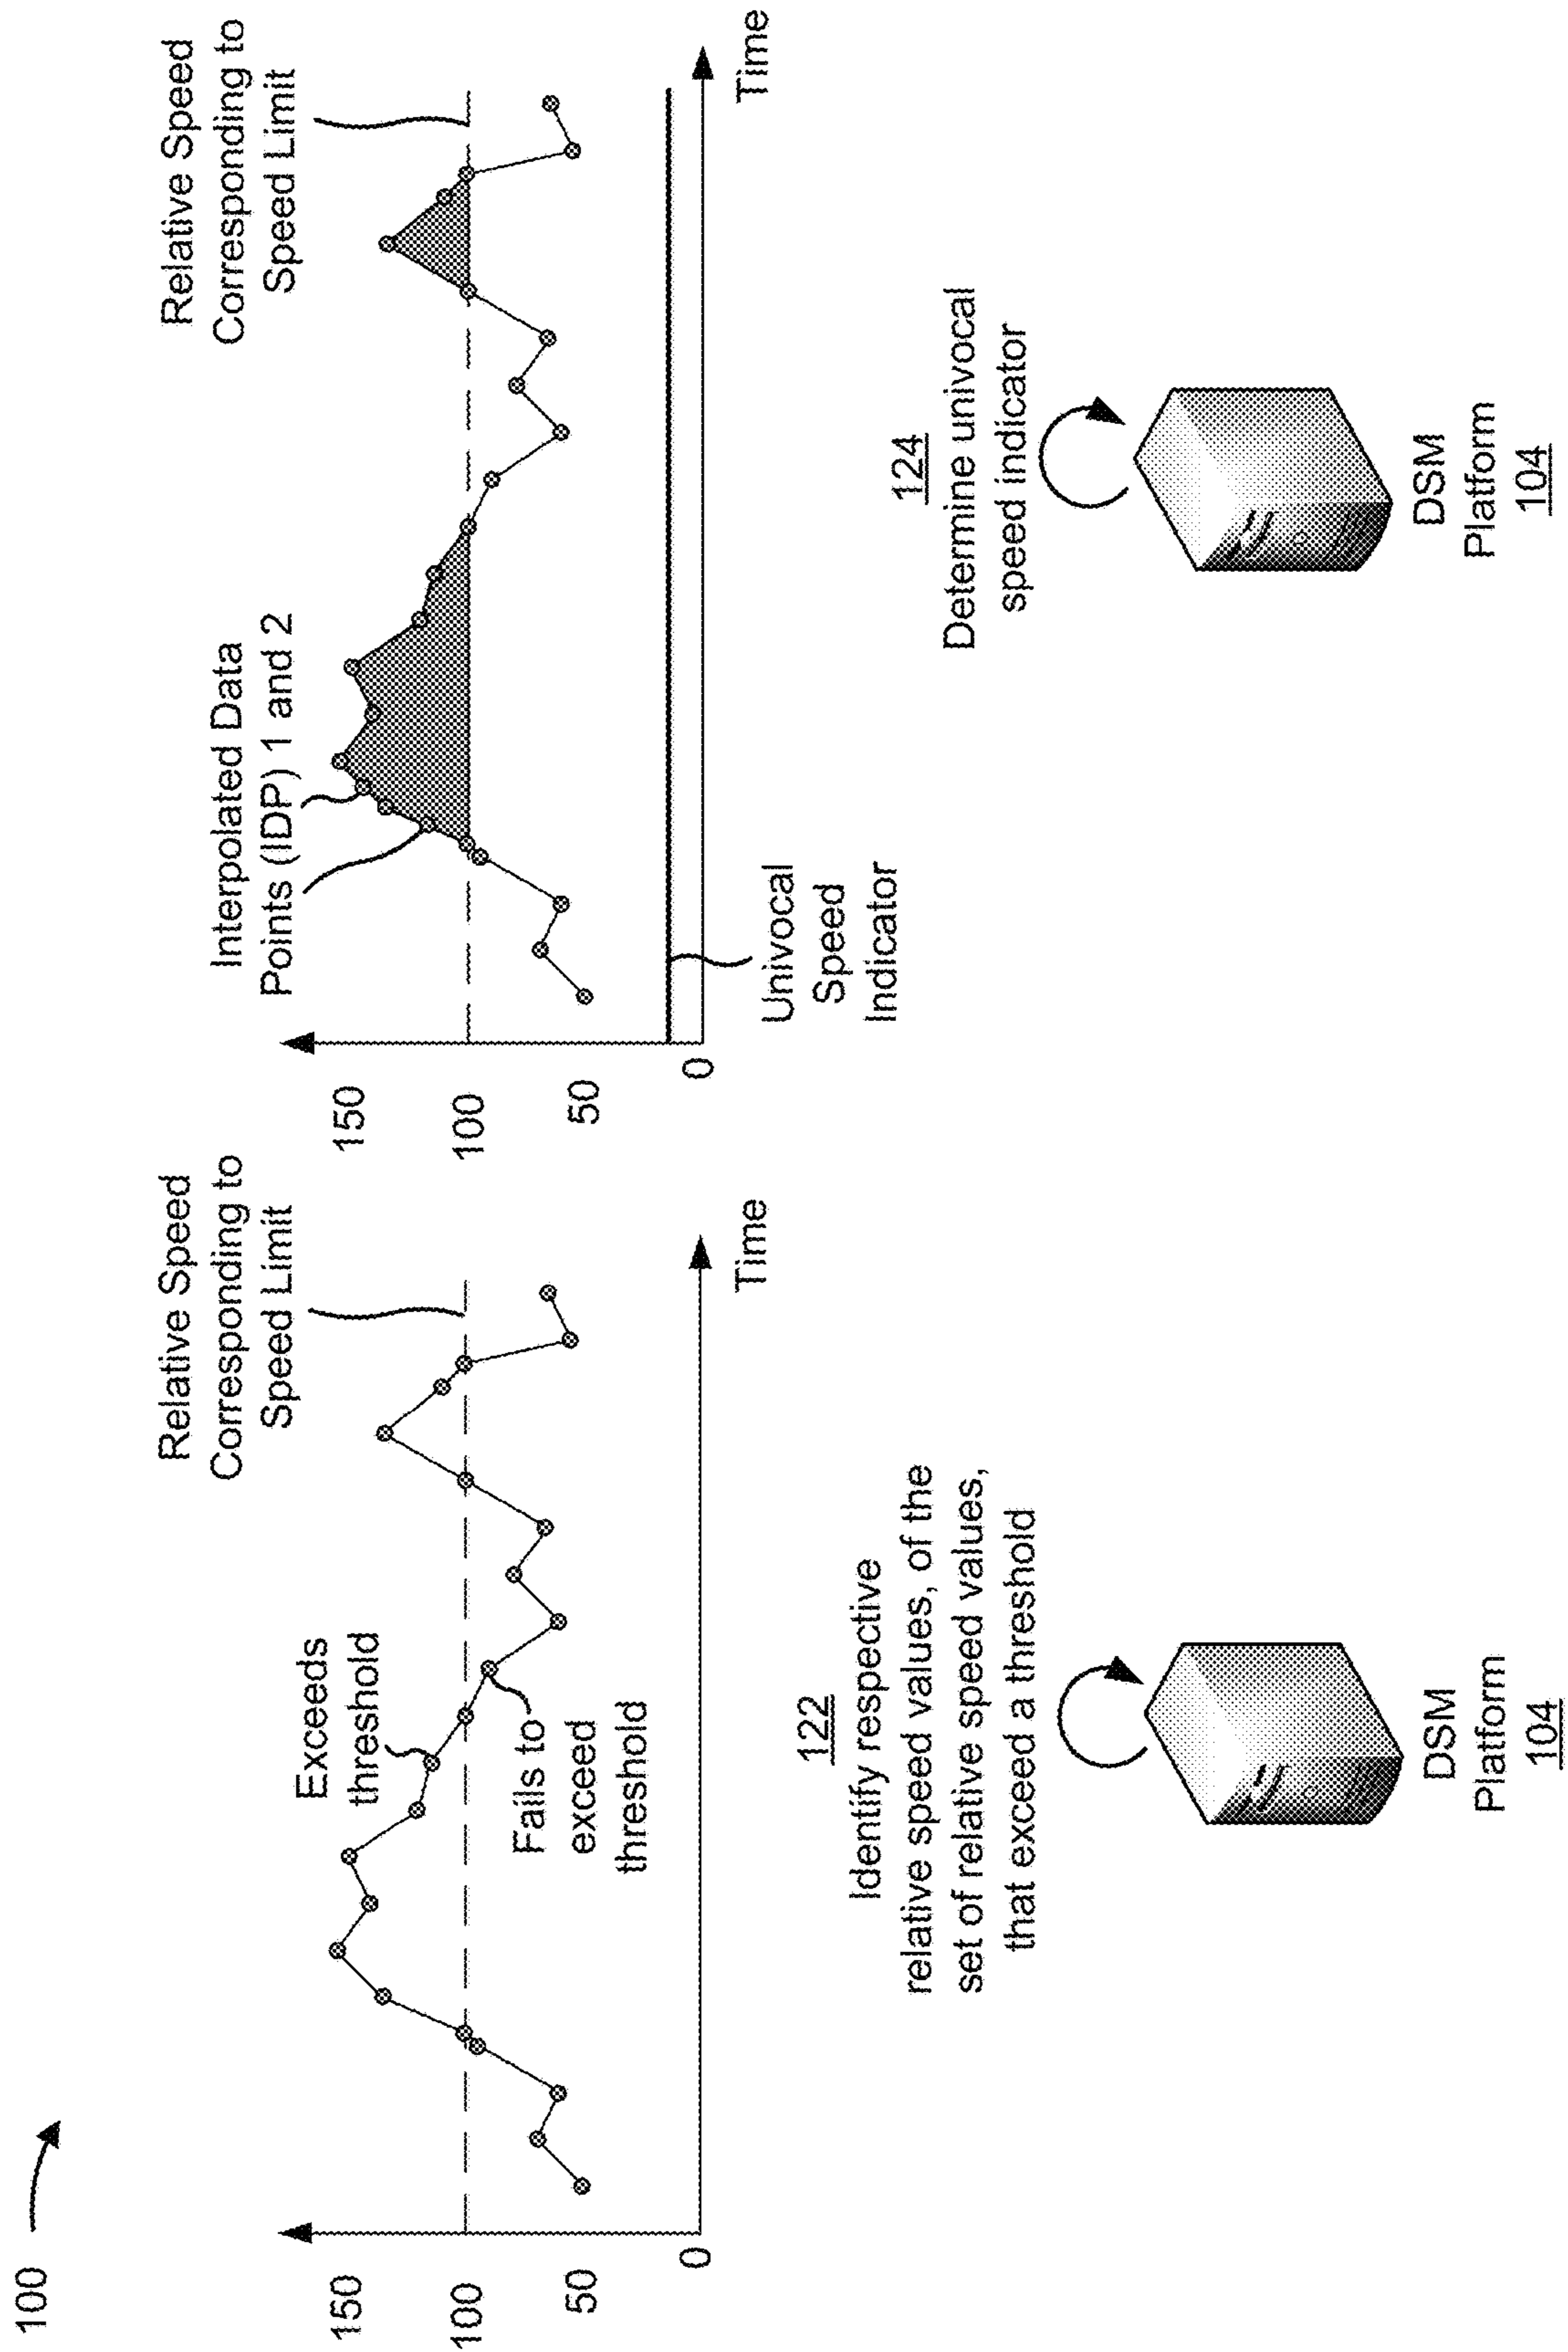 100
150
100
50
0
Exceeds
threshold
Fails to
exceed
threshold
Relative Speed
Corresponding to
Speed Limit
Time
122
Identify respective
relative speed values, of the
set of relative speed values,
that exceed a threshold
DSM
Platform
104
150
100
50
0
Interpolated Data
Points (IDP) 1 and 2
Relative Speed
Corresponding to
Speed Limit
Univocal
Speed
Indicator
Time
124
Determine univocal
speed indicator
DSM
Platform
104